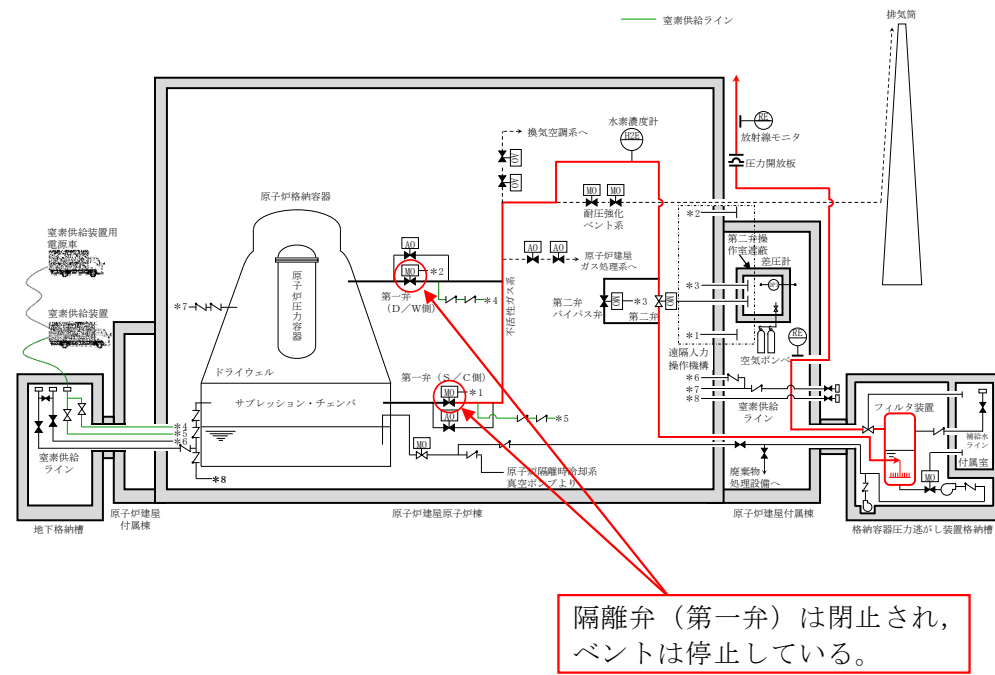 窒素供給ライン
排気筒
水素濃度計
H2E
RE
放射線モニタ
圧力開放板
換気空調系へ
AO
AO
MO
MO
耐圧強化
ベント系
原子炉格納容器
窒素供給装置用
電源車
窒素供給装置
原子炉圧力容器
AO
MO
*2
第一弁
(D/W側)
*4
*7
AO
AO
原子炉建屋
ガス処理系へ
不活性ガス系
*2
第二弁操
作室遮蔽
差圧計
*3
第二弁
バイパス弁
MO
*3
MO
第二弁
*1
遠隔人力
操作機構
空気ボンベ
RE
ドライウェル
サプレッション・チェンバ
第一弁(S/C側)
MO
*1
AO
*5
MO
原子炉隔離時冷却系
真空ポンプより
*6
*7
*8
窒素供給
ライン
廃棄物
処理設備へ
フィルタ装置
補給水
ライン
付属室
MO
*4
*5
*6
*8
窒素供給
ライン
地下格納槽
原子炉建屋
付属棟
原子炉建屋原子炉棟
原子炉建屋付属棟
格納容器圧力逃がし装置格納槽
隔離弁（第一弁）は閉止され，
ベントは停止している。